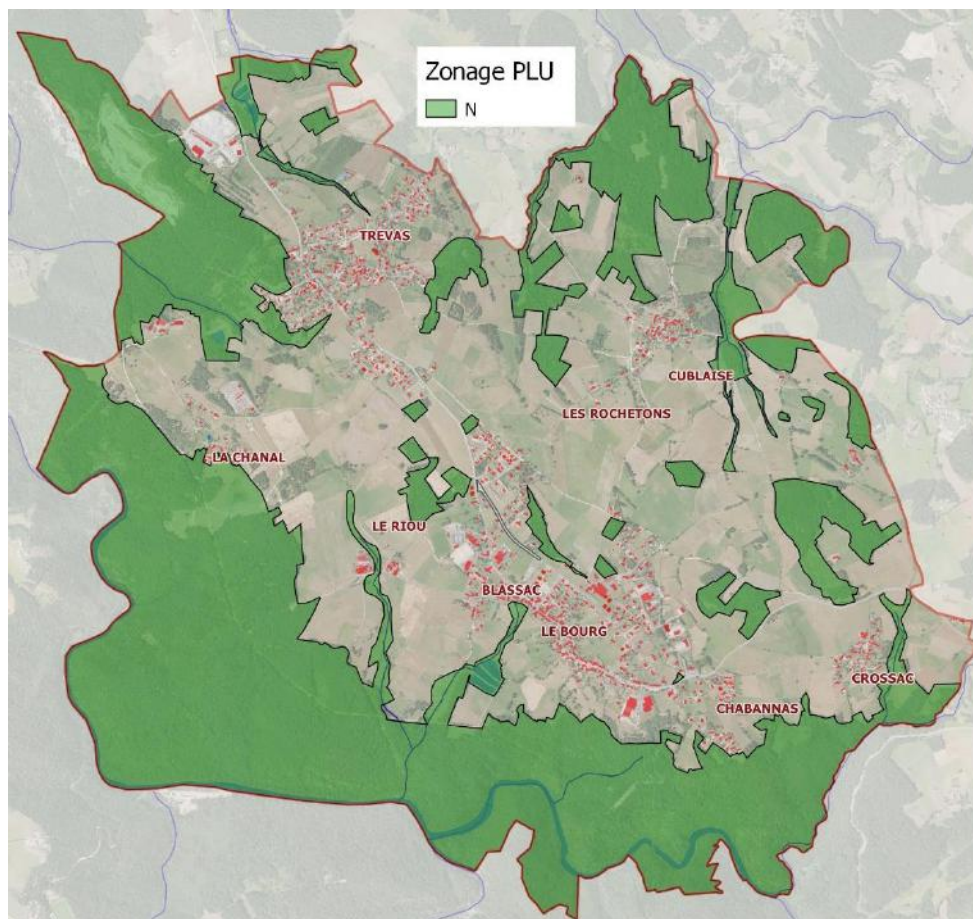 Zonage PLU
N
TREVAS
CUBLAISE
LES ROCHETONS
LA CHANAL
LE RIOU
BLASSAC
LE BOURG
CROSSAC
CHABANNAS